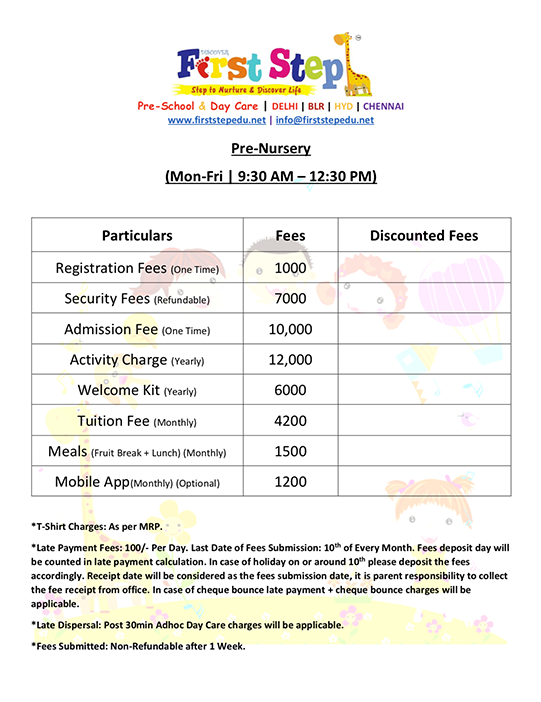 DISCOVER
First Step
Step to Nurture & Discover Life
Pre-School & Day Care | DELHI | BLR | HYD | CHENNAI
www.firststepedu.net | info@firststepedu.net
Pre-Nursery
(Mon-Fri | 9:30 AM – 12:30 PM)
Particulars Fees Discounted Fees
Registration Fees (One Time) 1000
Security Fees (Refundable) 7000
Admission Fee (One Time) 10,000
Activity Charge (Yearly) 12,000
Welcome Kit (Yearly) 6000
Tuition Fee (Monthly) 4200
Meals (Fruit Break + Lunch) (Monthly) 1500
Mobile App(Monthly) (Optional) 1200
*T-Shirt Charges: As per MRP.
*Late Payment Fees: 100/- Per Day. Last Date of Fees Submission: 10th of Every Month. Fees deposit day will
be counted in late payment calculation. In case of holiday on or around 10th please deposit the fees
accordingly. Receipt date will be considered as the fees submission date, it is parent responsibility to collect
the fee receipt from office. In case of cheque bounce late payment + cheque bounce charges will be
applicable.
*Late Dispersal: Post 30min Adhoc Day Care charges will be applicable.
*Fees Submitted: Non-Refundable after 1 Week.